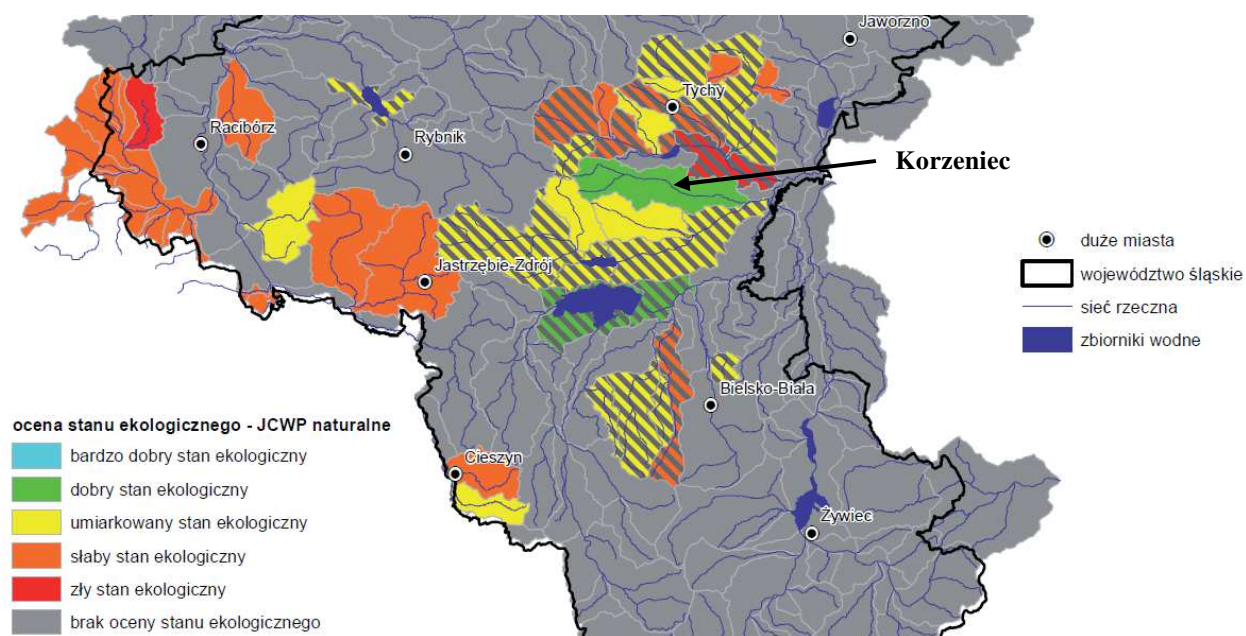 Jaworzno
Tychy
Racibórz
Rybnik
Korzeniec
duże miasta
Jastrzębie-Zdrój
województwo śląskie
sieć rzeczna
zbiorniki wodne
Bielsko-Biała
ocena stanu ekologicznego - JCWP naturalne
bardzo dobry stan ekologiczny
Cieszyn
dobry stan ekologiczny
umiarkowany stan ekologiczny
Żywiec
słaby stan ekologiczny
zły stan ekologiczny
brak oceny stanu ekologicznego